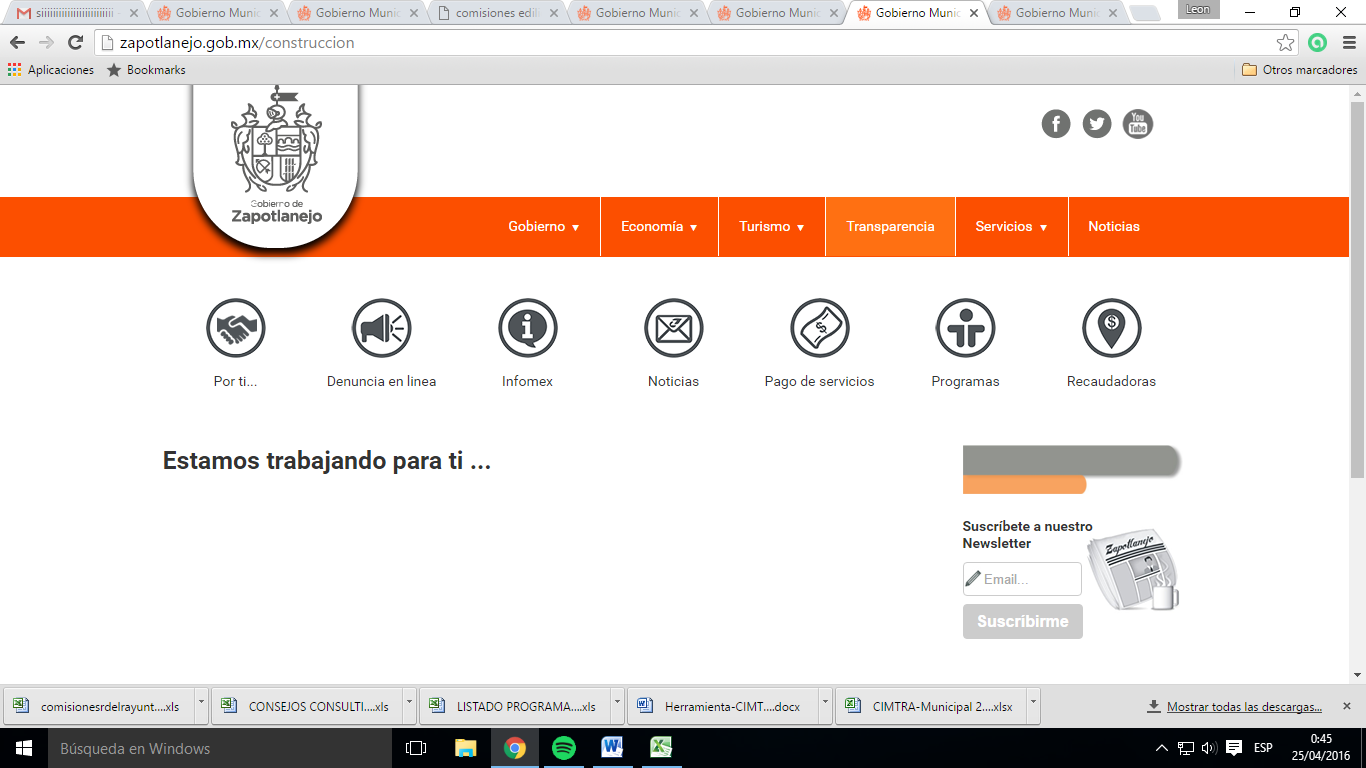 siiiiiiiiiiiiiiiiiiiiiiiii
Gobierno Munic
Gobierno Munic
comisiones edili
Gobierno Munic
Gobierno Munic
Gobierno Munic
Gobierno Munic
Leon
zapotlanejo.gob.mx/construccion
Aplicaciones
Bookmarks
Otros marcadores
Gobierno de
Zapotlanejo
You
Tube
Gobierno ▼
Economía ▼
Turismo ▼
Transparencia
Servicios ▼
Noticias
Por ti...
Denuncia en linea
Infomex
Noticias
Pago de servicios
Programas
Recaudadoras
Estamos trabajando para ti ...
Suscríbete a nuestro
Newsletter
Zapotlanejo
Email...
Suscribirme
comisionesrdelrayunt....xls
CONSEJOS CONSULTI....xls
LISTADO PROGRAMA....xls
Herramienta-CIMT....docx
CIMTRA-Municipal 2....xlsx
Mostrar todas las descargas...
Búsqueda en Windows
ESP
0:45
25/04/2016